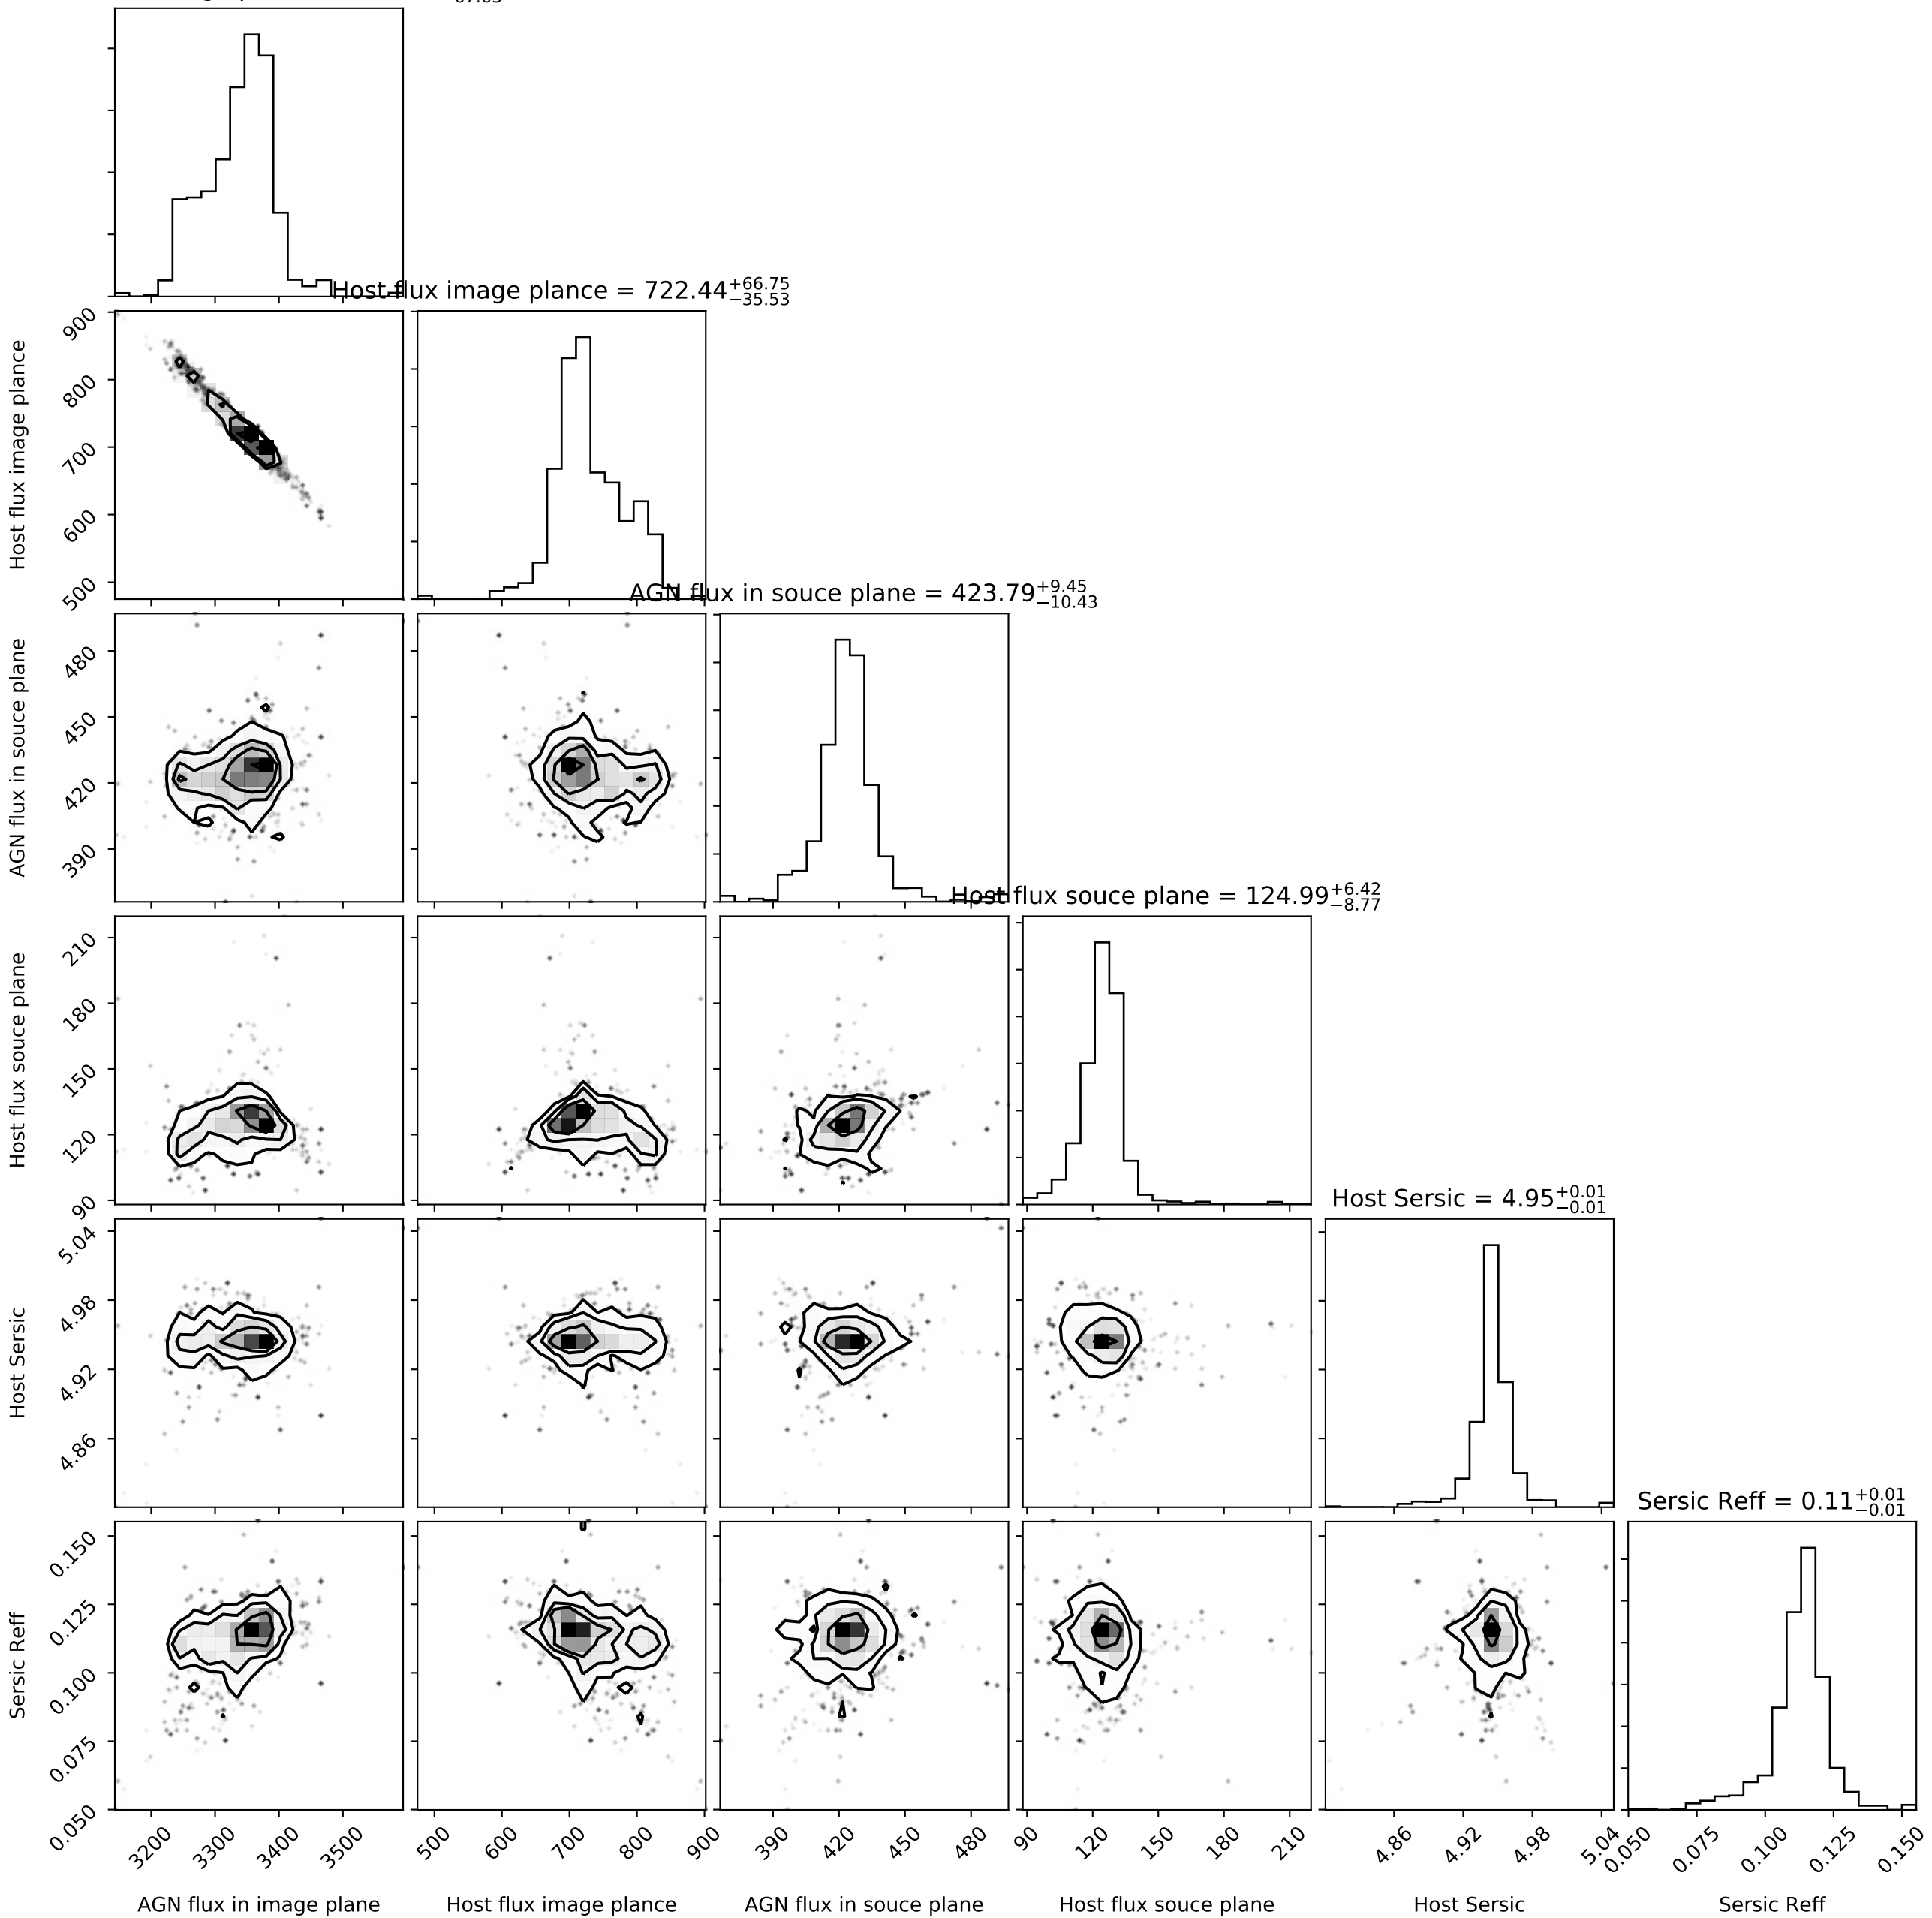 Host flux image plance = 722.44 +66.75 −35.53
AGN flux in souce plane = 423.79 +9.45 −10.43
Host flux souce plane = 124.99 +6.42 −8.77
Host Sersic = 4.95 +0.01 −0.01
Sersic Reff = 0.11 +0.01 −0.01
Host flux image plance
900
800
700
600
500
AGN flux in souce plane
480
450
420
390
Host flux souce plane
210
180
150
120
90
Host Sersic
5.04
4.98
4.92
4.86
Sersic Reff
0.150
0.125
0.100
0.075
0.050
3200 3300 3400 3500
500 600 700 800 900
390 420 450 480
90 120 150 180 210
4.86 4.92 4.98 5.04
0.050 0.075 0.100 0.125 0.150
AGN flux in image plane
Host flux image plance
AGN flux in souce plane
Host flux souce plane
Host Sersic
Sersic Reff